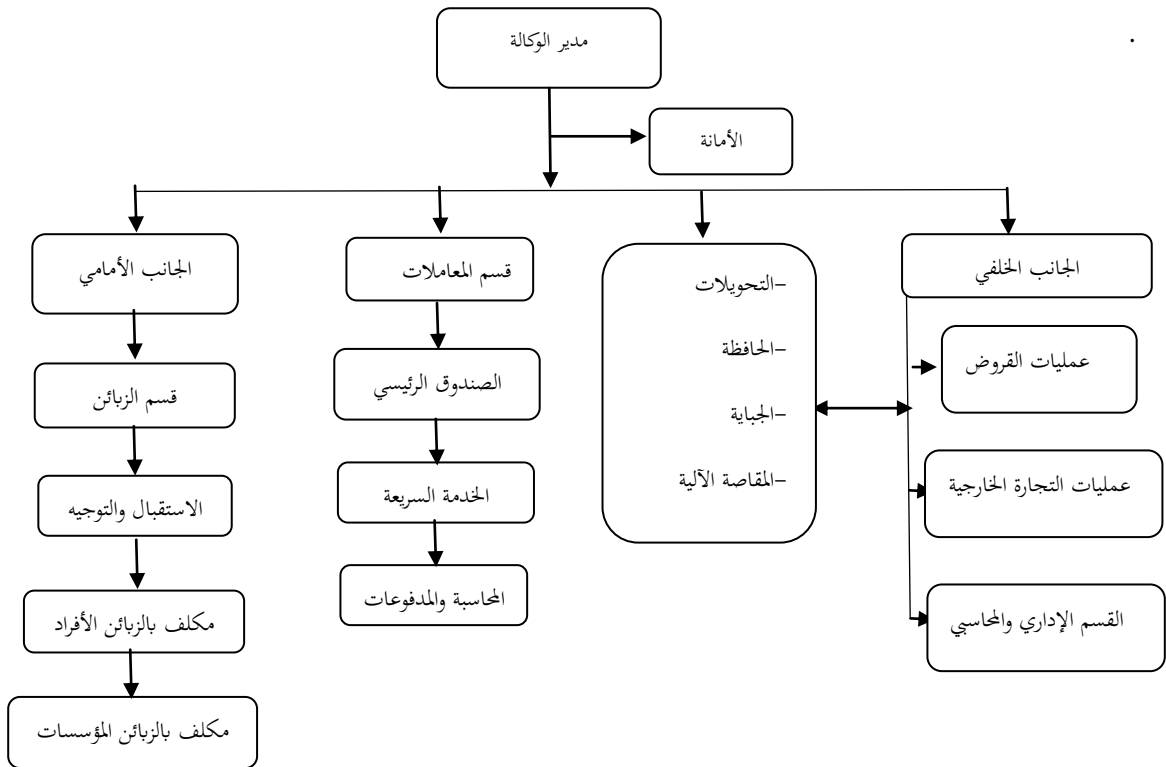 مدير الوكالة
.
الأمانة
الجانب الخلفي
قسم المعاملات
الجانب الأمامي
-التحويلات
-الحافظة
-الجباية
-المقاصة الآلية
عمليات القروض
عمليات التجارة الخارجية
القسم الإداري والمحاسبي
الصندوق الرئيسي
الخدمة السريعة
المحاسبة والمدفوعات
قسم الزبائن
الاستقبال والتوجيه
مكلف بالزبائن الأفراد
مكلف بالزبائن المؤسسات